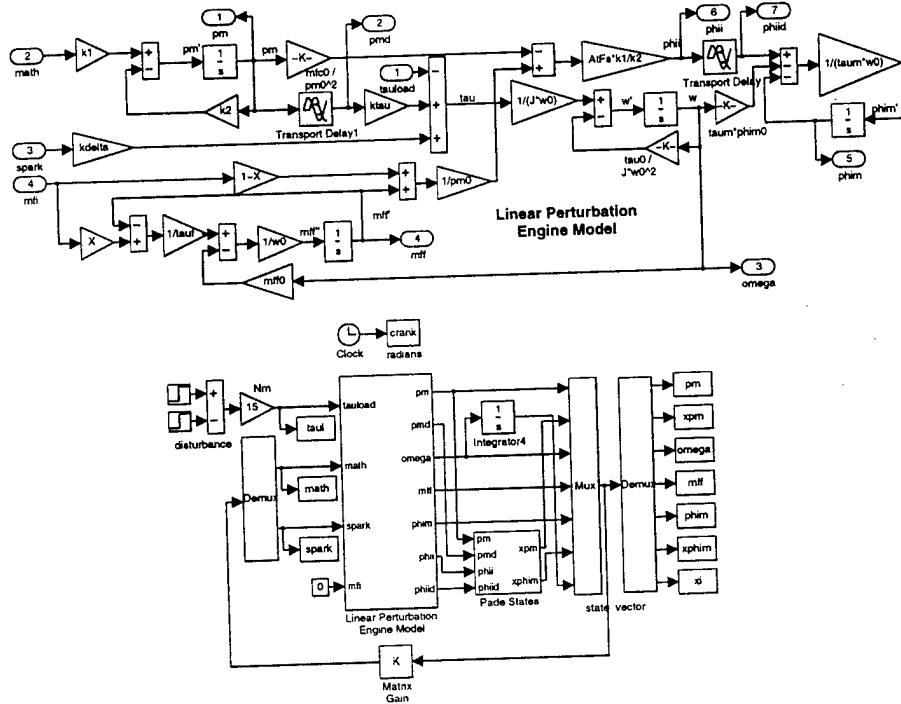 1
pm
2
pmd
6
phii
7
phiid
2
math
k1
+
−
pm'
1
s
pm
-K-
mfc0 /
pm0^2
k2
Transport Delay1
1
tauload
ktau
−
+
+
tau
−
+
AtFs*k1/k2
phii
Transport Delay
+
−
−
1/(taum*w0)
1/(J*w0)
+
−
w'
1
s
w
-K-
taum*phim0
1
s
phim'
5
phim
-K-
tau0 /
J*w0^2
3
spark
kdelta
4
mfi
1-X
+
+
1/pm0
X
−
+
1/tauf
+
−
1/w0
mff''
1
s
mff'
4
mff
mff0
3
omega
Linear Perturbation
Engine Model
Clock
crank
radians
+
−
disturbance
Nm
15
taul
Demux
math
spark
0
tauload
math
spark
mfi
pm
pmd
omega
mff
phim
phii
phiid
Linear Perturbation
Engine Model
1
s
Integrator4
pm
pmd
phii
phiid
xpm
xphim
Pade States
Mux
state vector
Demux
pm
xpm
omega
mff
phim
xphim
xi
K
Matrix
Gain